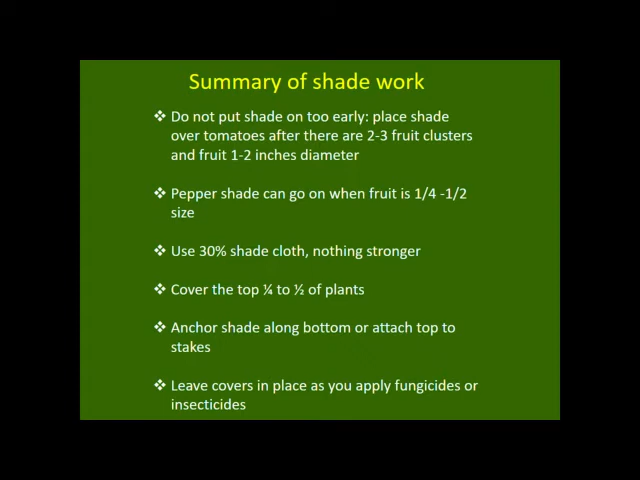 Summary of shade work
❖ Do not put shade on too early: place shade
over tomatoes after there are 2-3 fruit clusters
and fruit 1-2 inches diameter
❖ Pepper shade can go on when fruit is 1/4 -1/2
size
❖ Use 30% shade cloth, nothing stronger
❖ Cover the top ¼ to ½ of plants
❖ Anchor shade along bottom or attach top to
stakes
❖ Leave covers in place as you apply fungicides or
insecticides